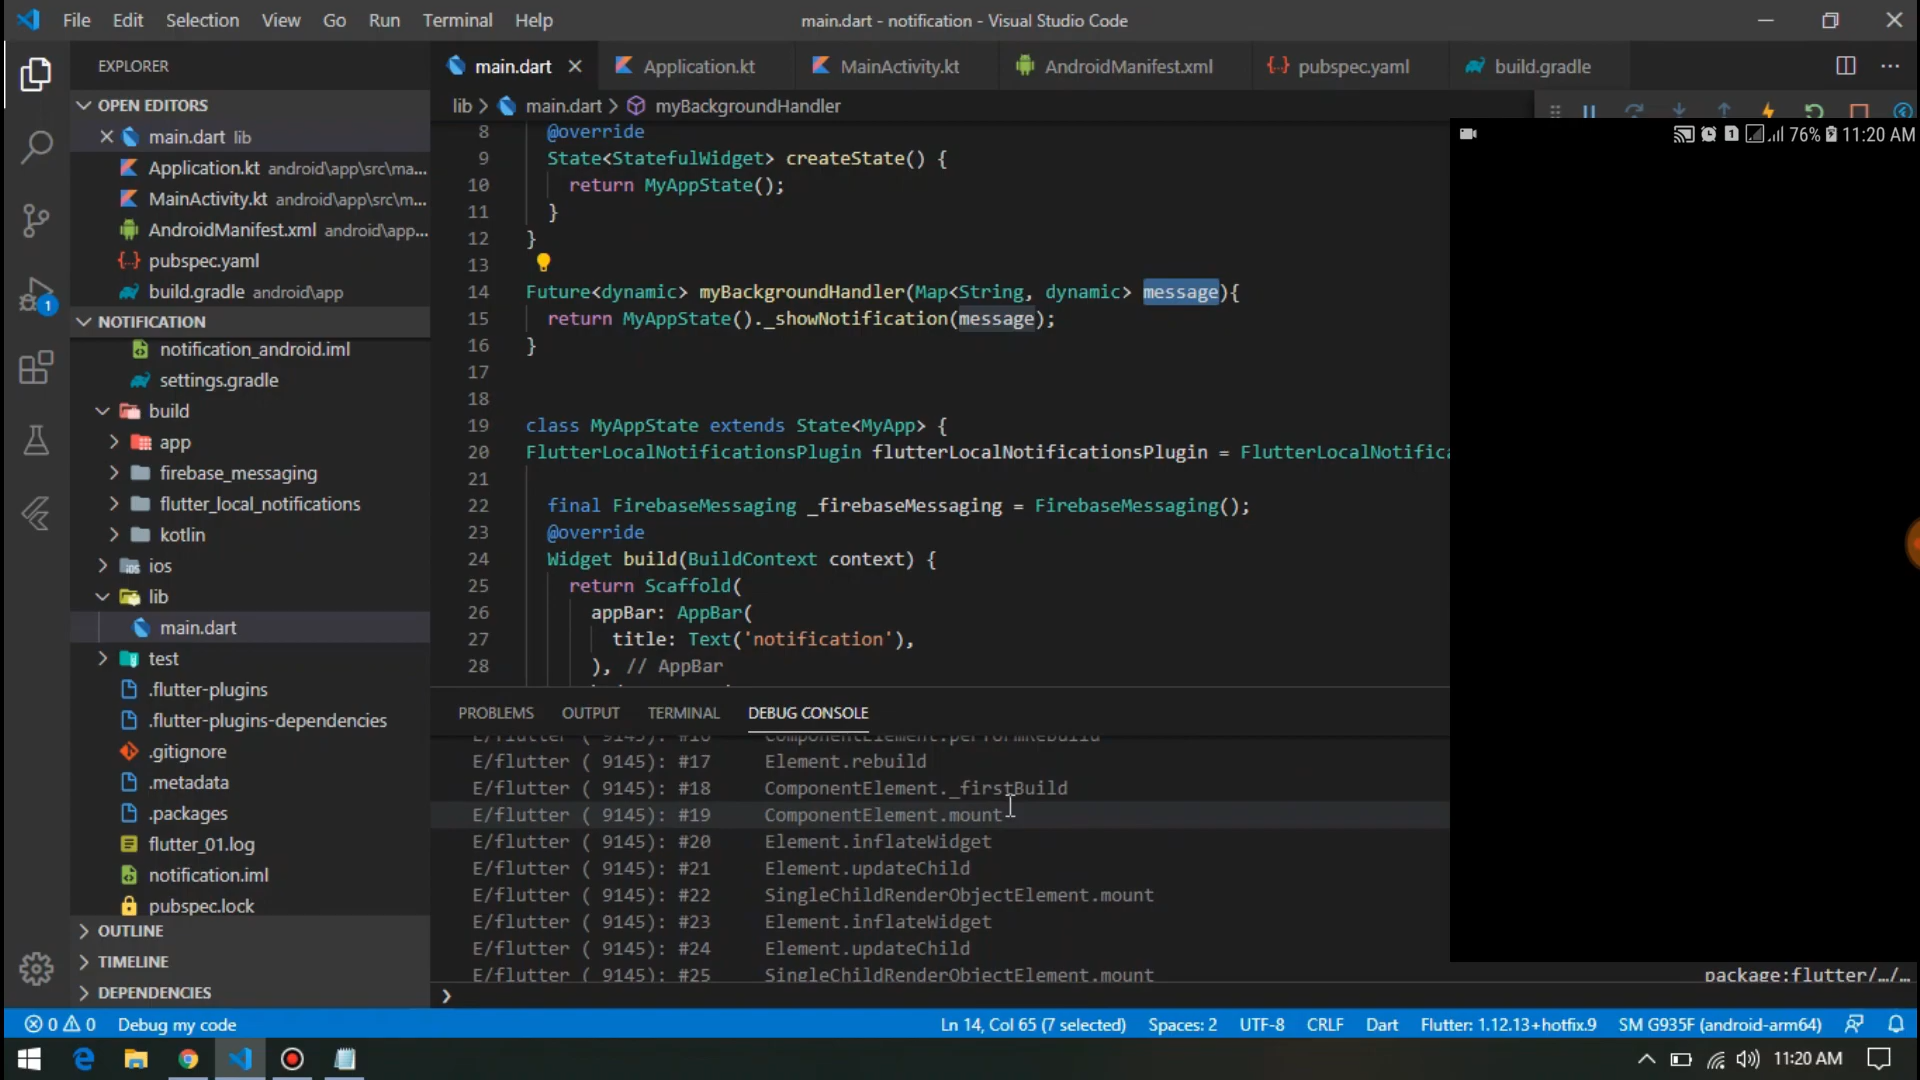 File Edit Selection View Go Run Terminal Help
main.dart - notification - Visual Studio Code
EXPLORER
OPEN EDITORS
main.dart lib
Application.kt android\app\src\ma...
MainActivity.kt android\app\src\m...
AndroidManifest.xml android\app...
pubspec.yaml
build.gradle android\app
NOTIFICATION
notification_android.iml
settings.gradle
build
app
firebase_messaging
flutter_local_notifications
kotlin
ios
lib
main.dart
test
.flutter-plugins
.flutter-plugins-dependencies
.gitignore
.metadata
.packages
flutter_01.log
notification.iml
pubspec.lock
OUTLINE
TIMELINE
DEPENDENCIES
main.dart Application.kt MainActivity.kt AndroidManifest.xml pubspec.yaml build.gradle
lib > main.dart > myBackgroundHandler
8 @override
9 State<StatefulWidget> createState() {
10 return MyAppState();
11 }
12 }
13
14 Future<dynamic> myBackgroundHandler(Map<String, dynamic> message){
15 return MyAppState()._showNotification(message);
16 }
17
18
19 class MyAppState extends State<MyApp> {
20 FlutterLocalNotificationsPlugin flutterLocalNotificationsPlugin = FlutterLocalNotifica
21
22 final FirebaseMessaging _firebaseMessaging = FirebaseMessaging();
23 @override
24 Widget build(BuildContext context) {
25 return Scaffold(
26 appBar: AppBar(
27 title: Text('notification'),
28 ), // AppBar
76% 11:20 AM
PROBLEMS OUTPUT TERMINAL DEBUG CONSOLE
E/flutter ( 9145): #16 ComponentElement.performRebuild
E/flutter ( 9145): #17 Element.rebuild
E/flutter ( 9145): #18 ComponentElement._firstBuild
E/flutter ( 9145): #19 ComponentElement.mount
E/flutter ( 9145): #20 Element.inflateWidget
E/flutter ( 9145): #21 Element.updateChild
E/flutter ( 9145): #22 SingleChildRenderObjectElement.mount
E/flutter ( 9145): #23 Element.inflateWidget
E/flutter ( 9145): #24 Element.updateChild
E/flutter ( 9145): #25 SingleChildRenderObjectElement.mount package:flutter/…/…
0 0 Debug my code Ln 14, Col 65 (7 selected) Spaces: 2 UTF-8 CRLF Dart Flutter: 1.12.13+hotfix.9 SM G935F (android-arm64)
11:20 AM